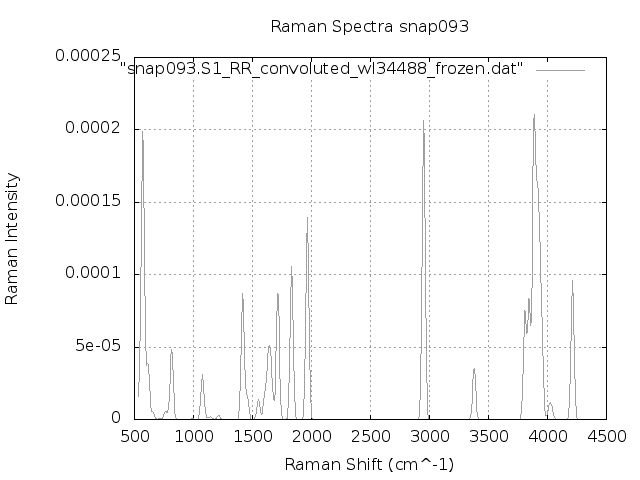 Raman Spectra snap093
"snap093.S1_RR_convoluted_wl34488_frozen.dat"
0.00025
0.0002
0.00015
0.0001
5e-05
0
Raman Intensity
500 1000 1500 2000 2500 3000 3500 4000 4500
Raman Shift (cm^-1)